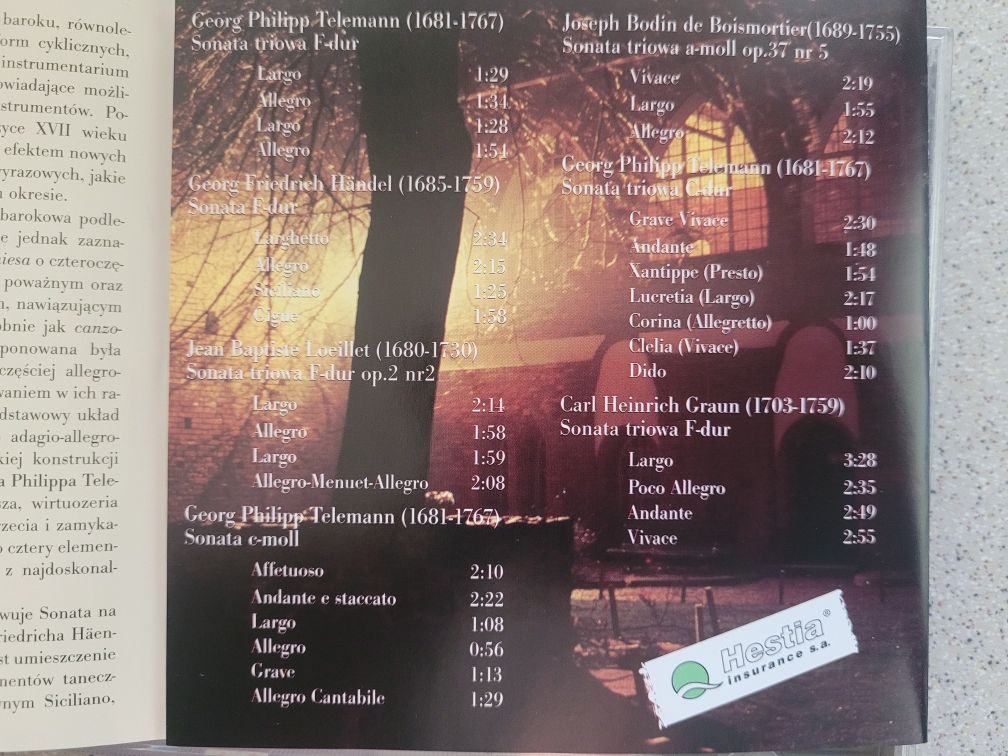 baroku, równole-
form cyklicznych,
instrumentarium
owiadające możli-
strumentów. Po-
syce XVII wieku
efektem nowych
yrazowych, jakie
okresie.
barokowa podle-
e jednak zazna-
hiesa o czteroczę-
poważnym oraz
n, nawiązującym
obnie jak canzo-
ponowana była
częściej allegro-
waniem w ich ra-
dstawowy układ
adagio-allegro-
kiej konstrukcji
a Philippa Tele-
sza, wirtuozeria
rzecia i zamyka-
o cztery elemen-
z najdoskonal-
wuje Sonata na
riedricha Häen-
st umieszczenie
mentów tanecz-
wnym Siciliano,
Georg Philipp Telemann (1681-1767)
Sonata triowa F-dur
Largo 1:29
Allegro 1:34
Largo 1:28
Allegro 1:54
Georg Friedrich Händel (1685-1759)
Sonata F-dur
Larghetto 2:34
Allegro 2:15
Siciliano 1:25
Gigue 1:58
Jean Baptiste Loeillet (1680-1730)
Sonata triowa F-dur op.2 nr2
Largo 2:14
Allegro 1:58
Largo 1:59
Allegro-Menuet-Allegro 2:08
Georg Philipp Telemann (1681-1767)
Sonata c-moll
Affetuoso 2:10
Andante e staccato 2:22
Largo 1:08
Allegro 0:56
Grave 1:13
Allegro Cantabile 1:29
Joseph Bodin de Boismortier(1689-1755)
Sonata triowa a-moll op.37 nr 5
Vivace 2:19
Largo 1:55
Allegro 2:12
Georg Philipp Telemann (1681-1767)
Sonata triowa C-dur
Grave Vivace 2:30
Andante 1:48
Xantippe (Presto) 1:54
Lucretia (Largo) 2:17
Corina (Allegretto) 1:00
Clelia (Vivace) 1:37
Dido 2:10
Carl Heinrich Graun (1703-1759)
Sonata triowa F-dur
Largo 3:28
Poco Allegro 2:35
Andante 2:49
Vivace 2:55
Hestia®
insurance s.a.